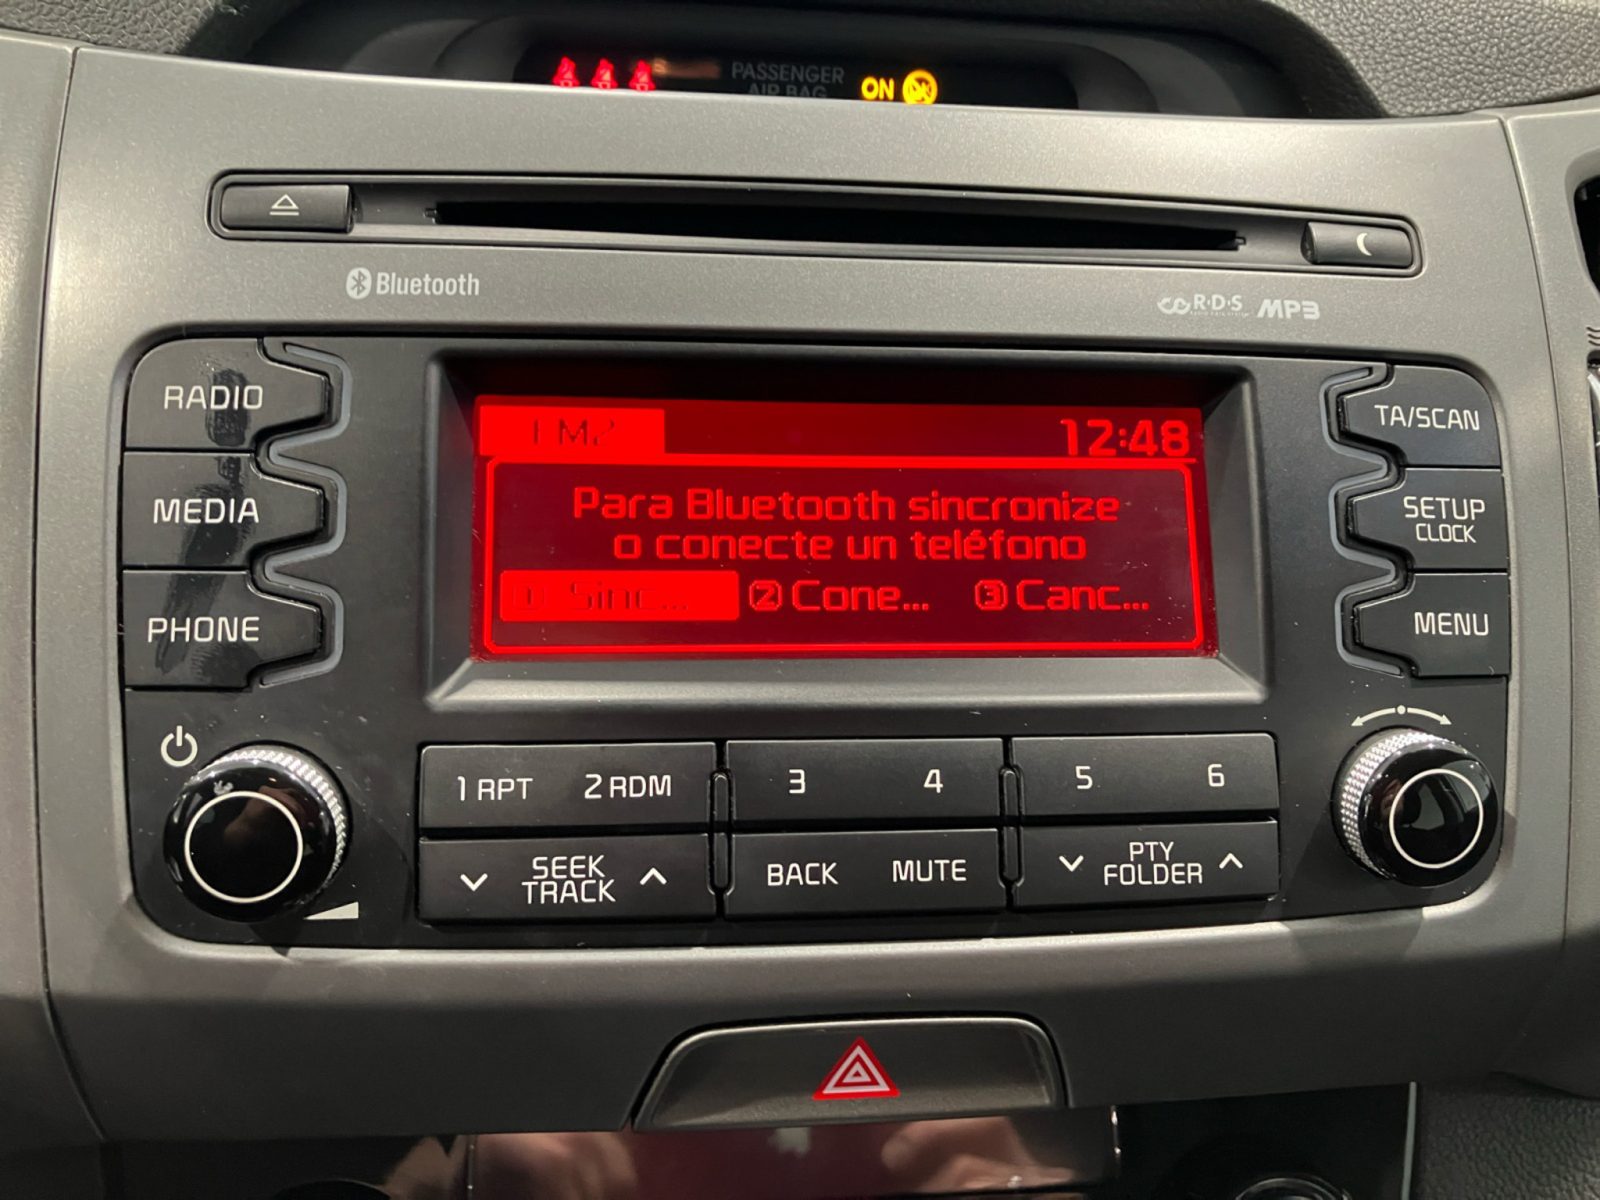 PASSENGER
AIR BAG
ON
Bluetooth
R·D·S
MP3
RADIO
MEDIA
PHONE
FM2
12:48
Para Bluetooth sincronize
o conecte un teléfono
1 Sinc... 2 Cone... 3 Canc...
TA/SCAN
SETUP
CLOCK
MENU
1 RPT 2 RDM 3 4 5 6
SEEK
TRACK
BACK MUTE
PTY
FOLDER